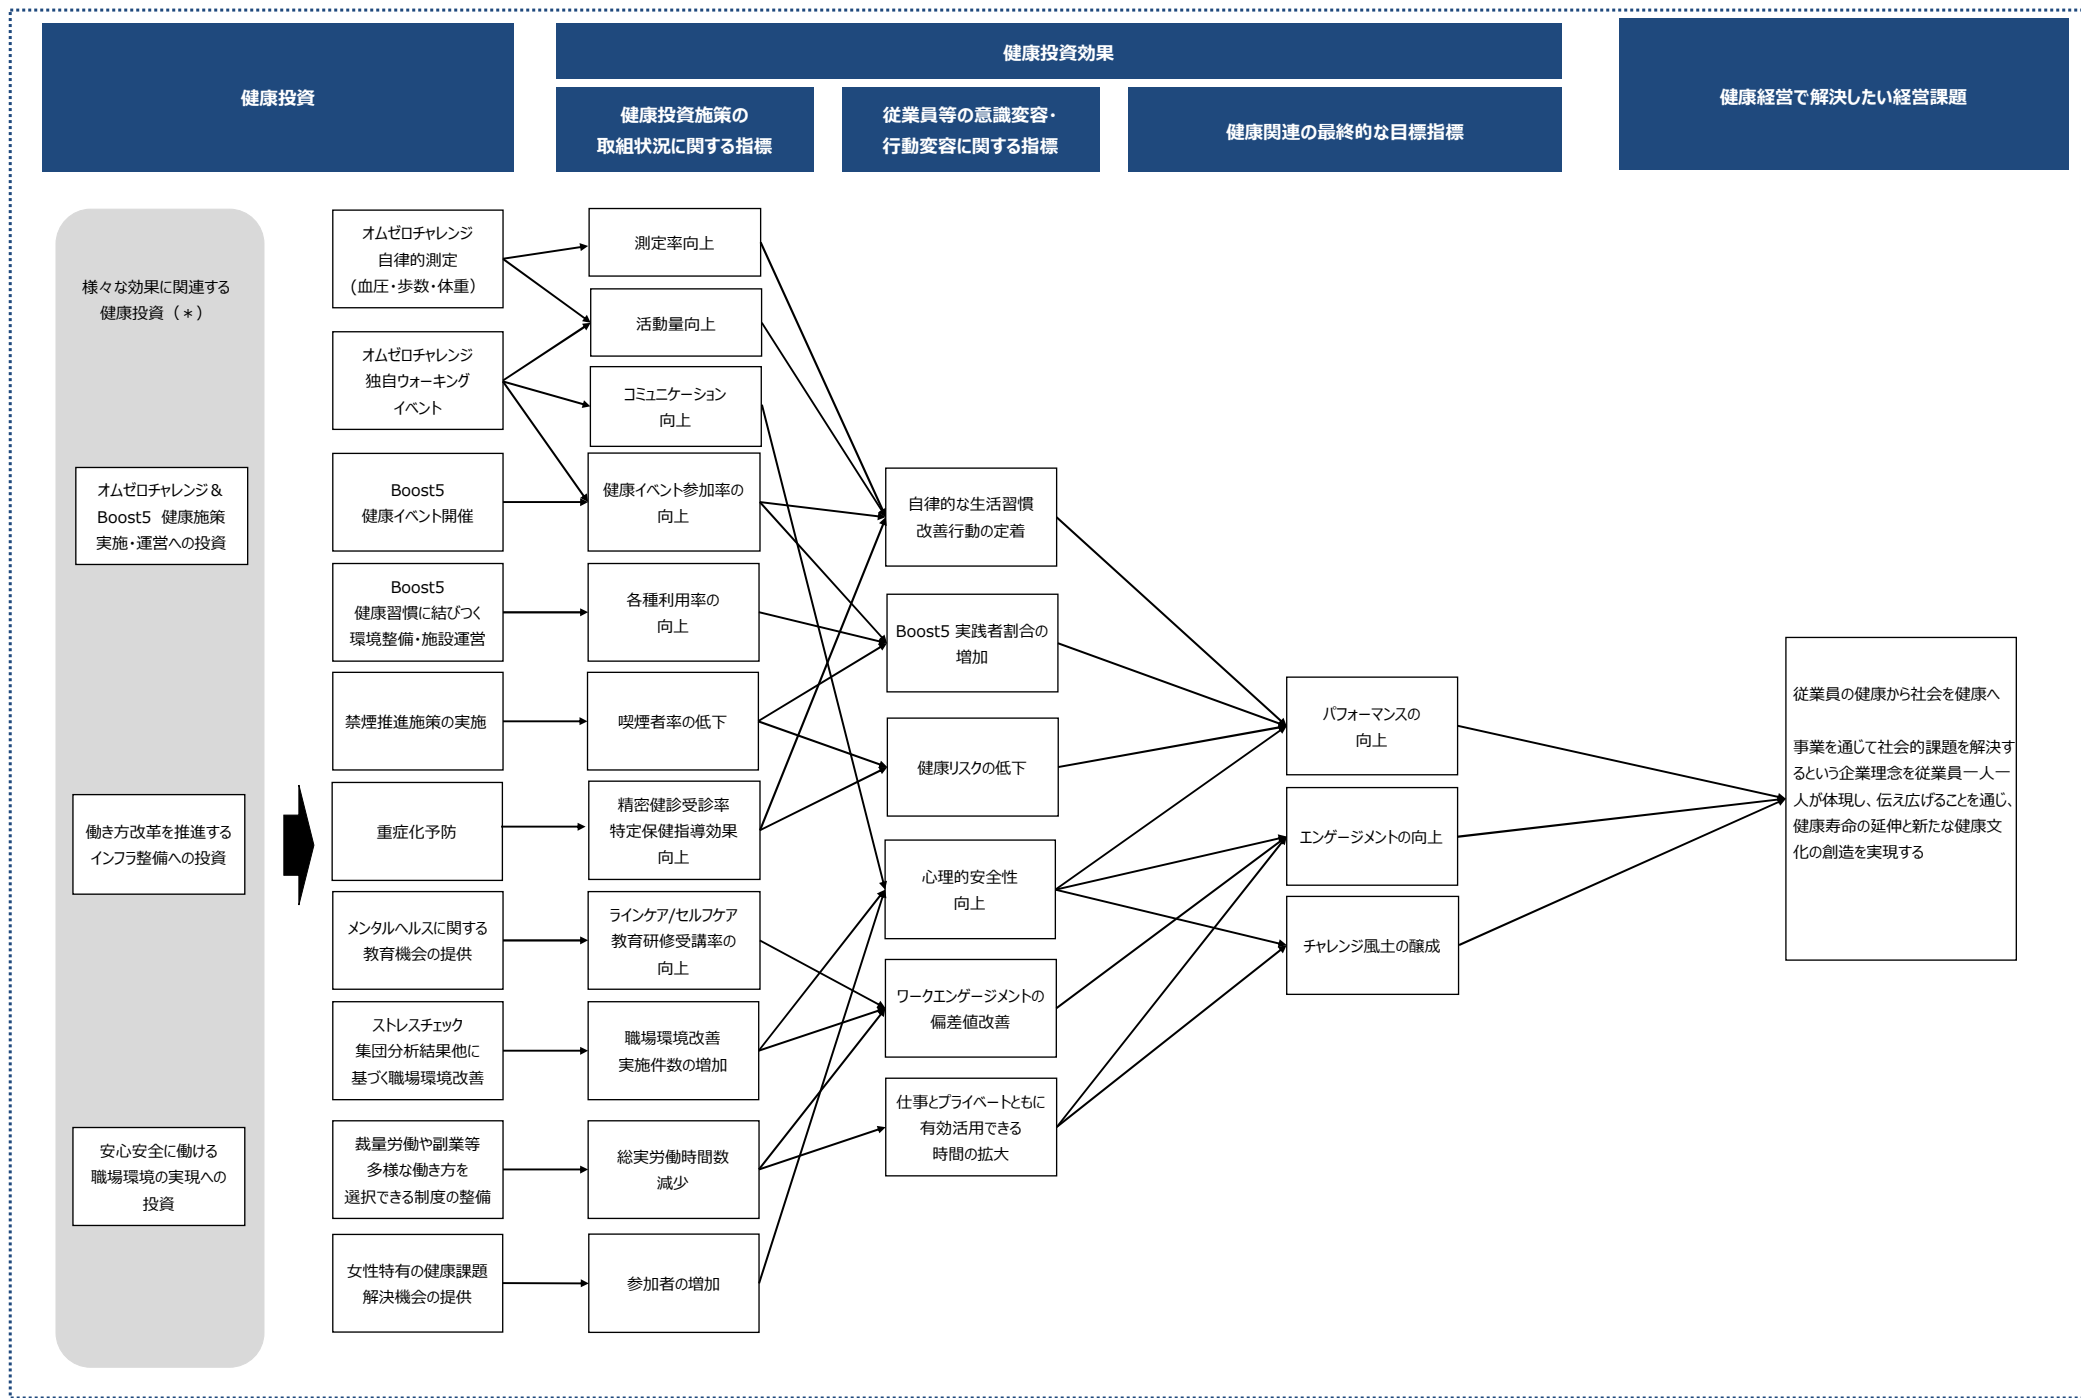 健康投資
健康投資効果
健康投資施策の
取組状況に関する指標
従業員等の意識変容・
行動変容に関する指標
健康関連の最終的な目標指標
健康経営で解決したい経営課題
様々な効果に関連する
健康投資（＊）
オムゼロチャレンジ＆
Boost5 健康施策
実施・運営への投資
働き方改革を推進する
インフラ整備への投資
安心安全に働ける
職場環境の実現への
投資
オムゼロチャレンジ
自律的測定
(血圧・歩数・体重）
オムゼロチャレンジ
独自ウォーキング
イベント
Boost5
健康イベント開催
Boost5
健康習慣に結びつく
環境整備・施設運営
禁煙推進施策の実施
重症化予防
メンタルヘルスに関する
教育機会の提供
ストレスチェック
集団分析結果他に
基づく職場環境改善
裁量労働や副業等
多様な働き方を
選択できる制度の整備
女性特有の健康課題
解決機会の提供
測定率向上
活動量向上
コミュニケーション
向上
健康イベント参加率の
向上
各種利用率の
向上
喫煙者率の低下
精密健診受診率
特定保健指導効果
向上
ラインケア/セルフケア
教育研修受講率の
向上
職場環境改善
実施件数の増加
総実労働時間数
減少
参加者の増加
自律的な生活習慣
改善行動の定着
Boost5 実践者割合の
増加
健康リスクの低下
心理的安全性
向上
ワークエンゲージメントの
偏差値改善
仕事とプライベートともに
有効活用できる
時間の拡大
パフォーマンスの
向上
エンゲージメントの向上
チャレンジ風土の醸成
従業員の健康から社会を健康へ
事業を通じて社会的課題を解決す
るという企業理念を従業員一人一
人が体現し、伝え広げることを通じ、
健康寿命の延伸と新たな健康文
化の創造を実現する